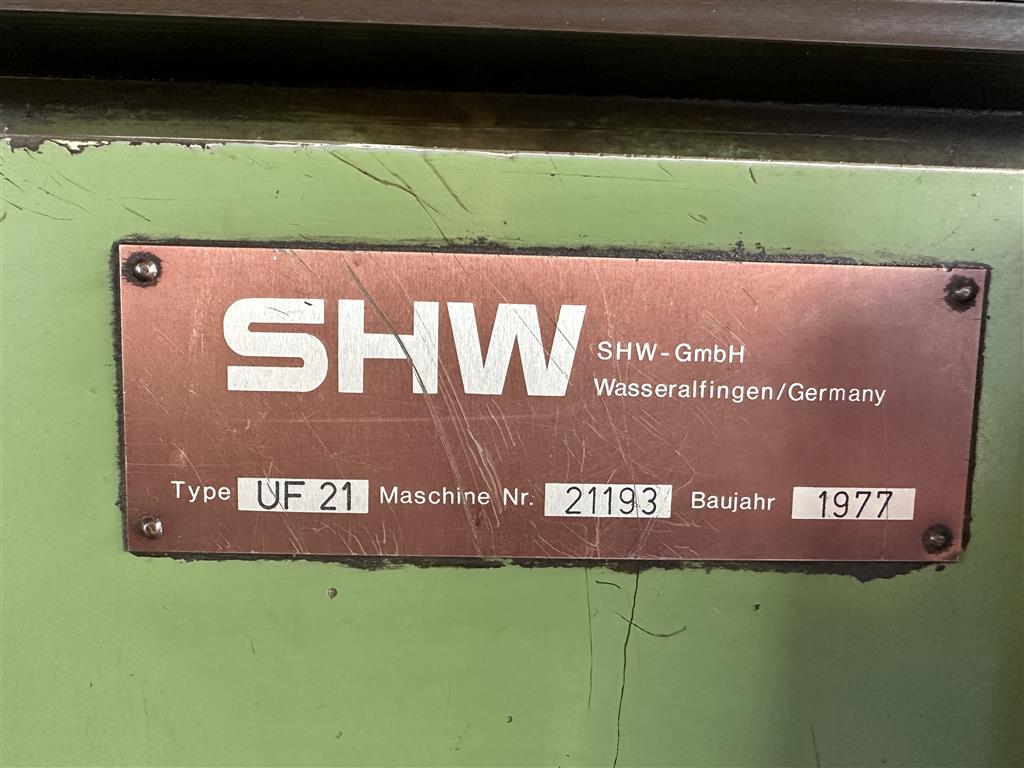 SHW
SHW-GmbH
Wasseralfingen/Germany
Type UF 21 Maschine Nr. 21193 Baujahr 1977